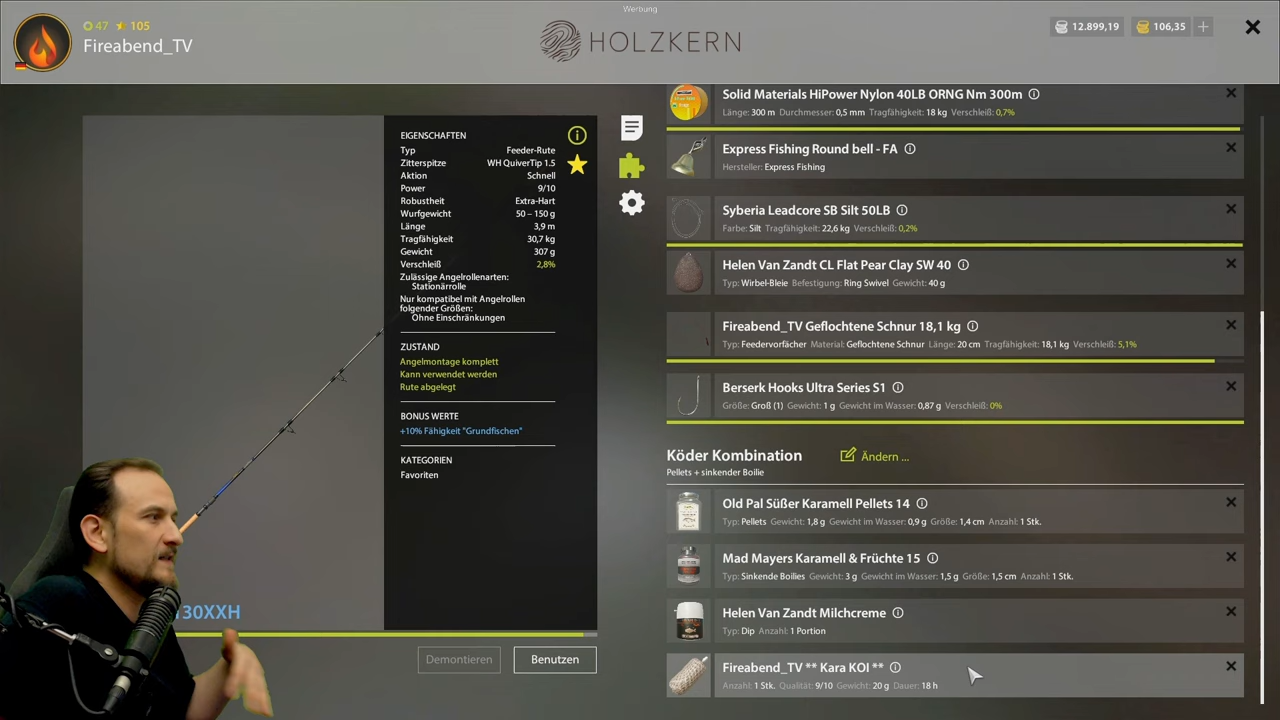 Werbung
47 105
Fireabend_TV
HOLZKERN
12.899,19
106,35
EIGENSCHAFTEN
Typ Feeder-Rute
Zitterspitze WH QuiverTip 1.5
Aktion Schnell
Power 9/10
Robustheit Extra-Hart
Wurfgewicht 50 – 150 g
Länge 3,9 m
Tragfähigkeit 30,7 kg
Gewicht 307 g
Verschleiß 2,8%
Zulässige Angelrollenarten:
Stationärrolle
Nur kompatibel mit Angelrollen
folgender Größen:
Ohne Einschränkungen
ZUSTAND
Angelmontage komplett
Kann verwendet werden
Rute abgelegt
BONUS WERTE
+10% Fähigkeit "Grundfischen"
KATEGORIEN
Favoriten
130XXH
Demontieren
Benutzen
Solid Materials HiPower Nylon 40LB ORNG Nm 300m
Länge: 300 m Durchmesser: 0,5 mm Tragfähigkeit: 18 kg Verschleiß: 0,7%
Express Fishing Round bell - FA
Hersteller: Express Fishing
Syberia Leadcore SB Silt 50LB
Farbe: Silt Tragfähigkeit: 22,6 kg Verschleiß: 0,2%
Helen Van Zandt CL Flat Pear Clay SW 40
Typ: Wirbel-Bleie Befestigung: Ring Swivel Gewicht: 40 g
Fireabend_TV Geflochtene Schnur 18,1 kg
Typ: Feedervorfächer Material: Geflochtene Schnur Länge: 20 cm Tragfähigkeit: 18,1 kg Verschleiß: 5,1%
Berserk Hooks Ultra Series S1
Größe: Groß (1) Gewicht: 1 g Gewicht im Wasser: 0,87 g Verschleiß: 0%
Köder Kombination
Ändern ...
Pellets + sinkender Boilie
Old Pal Süßer Karamell Pellets 14
Typ: Pellets Gewicht: 1,8 g Gewicht im Wasser: 0,9 g Größe: 1,4 cm Anzahl: 1 Stk.
Mad Mayers Karamell & Früchte 15
Typ: Sinkende Boilies Gewicht: 3 g Gewicht im Wasser: 1,5 g Größe: 1,5 cm Anzahl: 1 Stk.
Helen Van Zandt Milchcreme
Typ: Dip Anzahl: 1 Portion
Fireabend_TV ** Kara KOI **
Anzahl: 1 Stk. Qualität: 9/10 Gewicht: 20 g Dauer: 18 h